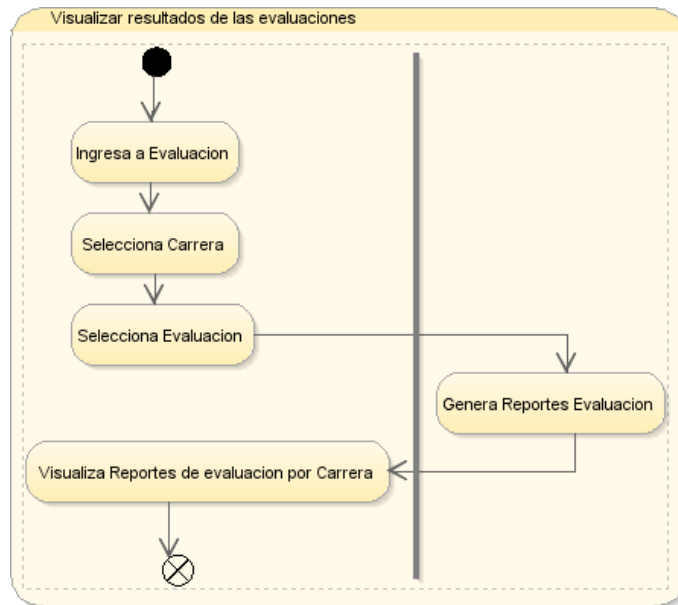 Visualizar resultados de las evaluaciones
Ingresa a Evaluacion
Selecciona Carrera
Selecciona Evaluacion
Genera Reportes Evaluacion
Visualiza Reportes de evaluacion por Carrera